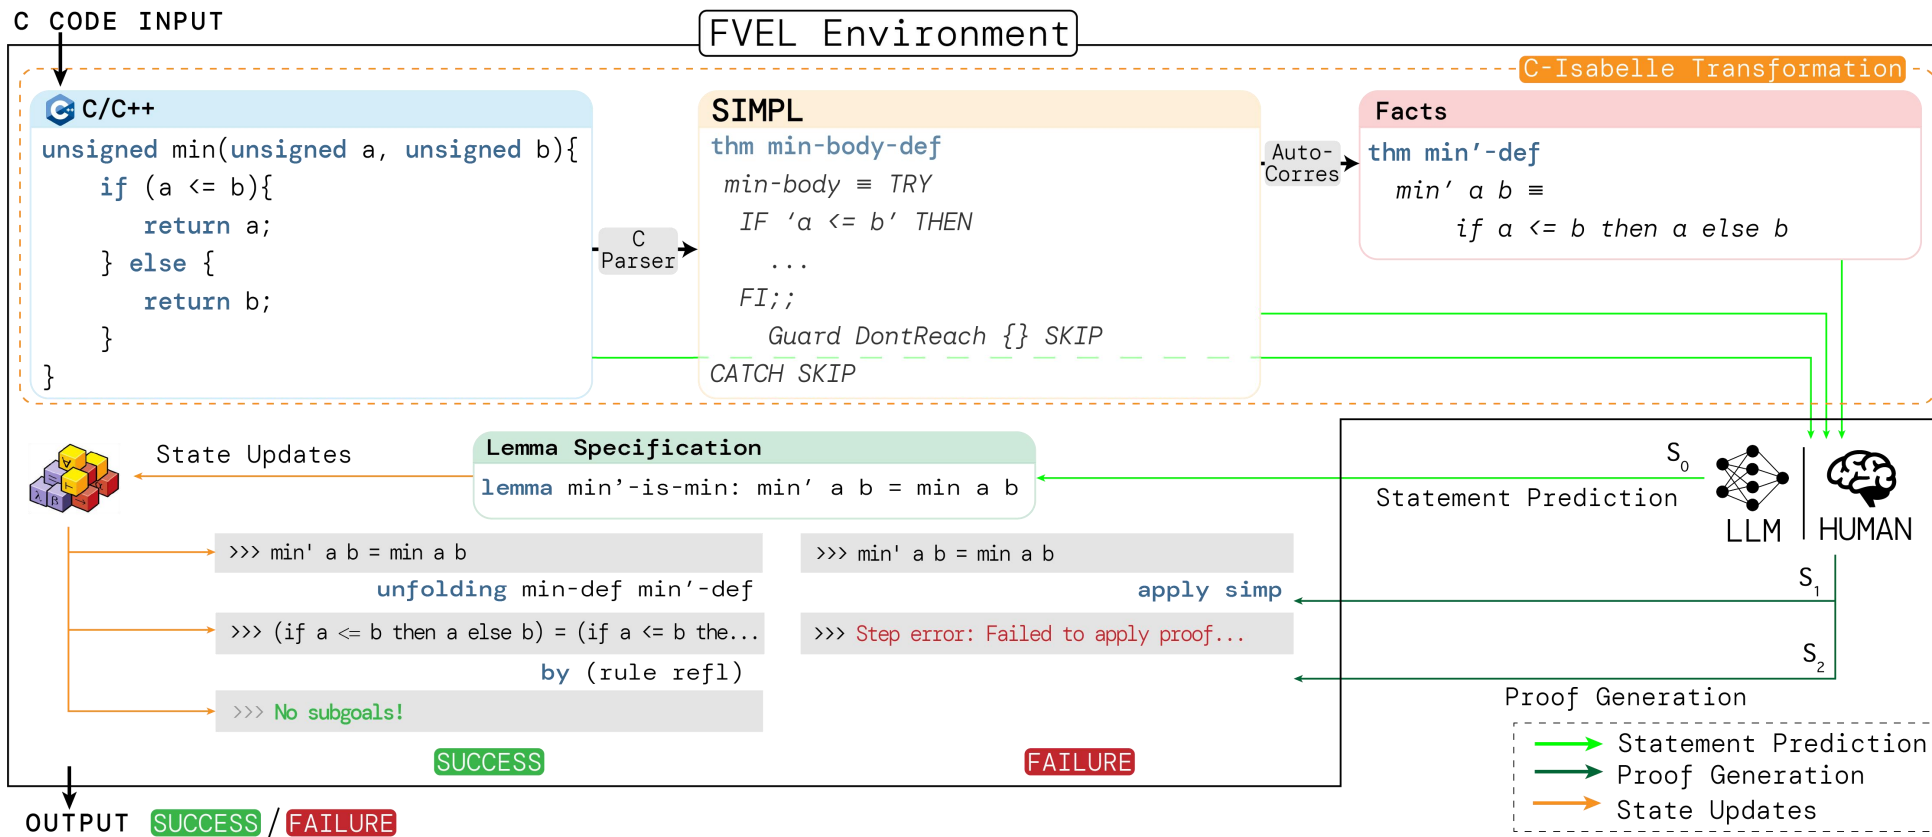 C CODE INPUT
FVEL Environment
C-Isabelle Transformation
C/C++
unsigned min(unsigned a, unsigned b){
if (a <= b){
return a;
} else {
return b;
}
}
C
Parser
SIMPL
thm min-body-def
min-body ≡ TRY
IF ‘a <= b’ THEN
...
FI;;
Guard DontReach {} SKIP
CATCH SKIP
Auto-
Corres
Facts
thm min’-def
min’ a b ≡
if a <= b then a else b
State Updates
Lemma Specification
lemma min’-is-min: min’ a b = min a b
S0
Statement Prediction
LLM
HUMAN
>>> min' a b = min a b
unfolding min-def min’-def
>>> (if a <= b then a else b) = (if a <= b the...
by (rule refl)
>>> No subgoals!
SUCCESS
>>> min' a b = min a b
apply simp
>>> Step error: Failed to apply proof...
FAILURE
S1
S2
Proof Generation
Statement Prediction
Proof Generation
State Updates
OUTPUT SUCCESS / FAILURE